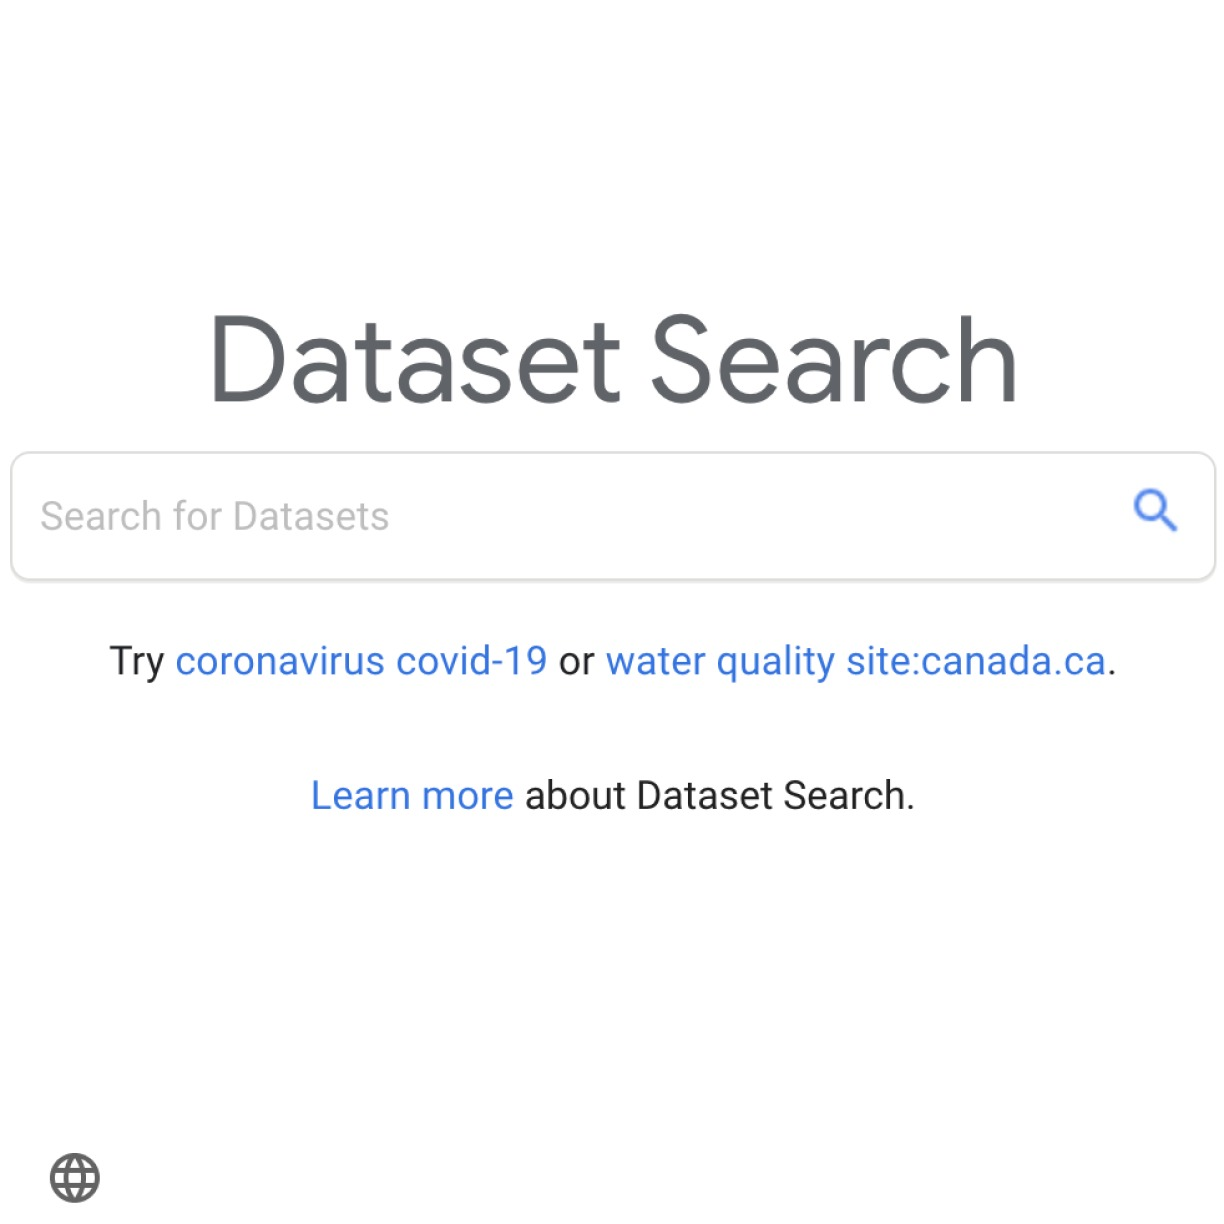 Dataset Search
Search for Datasets
Try coronavirus covid-19 or water quality site:canada.ca.
Learn more about Dataset Search.